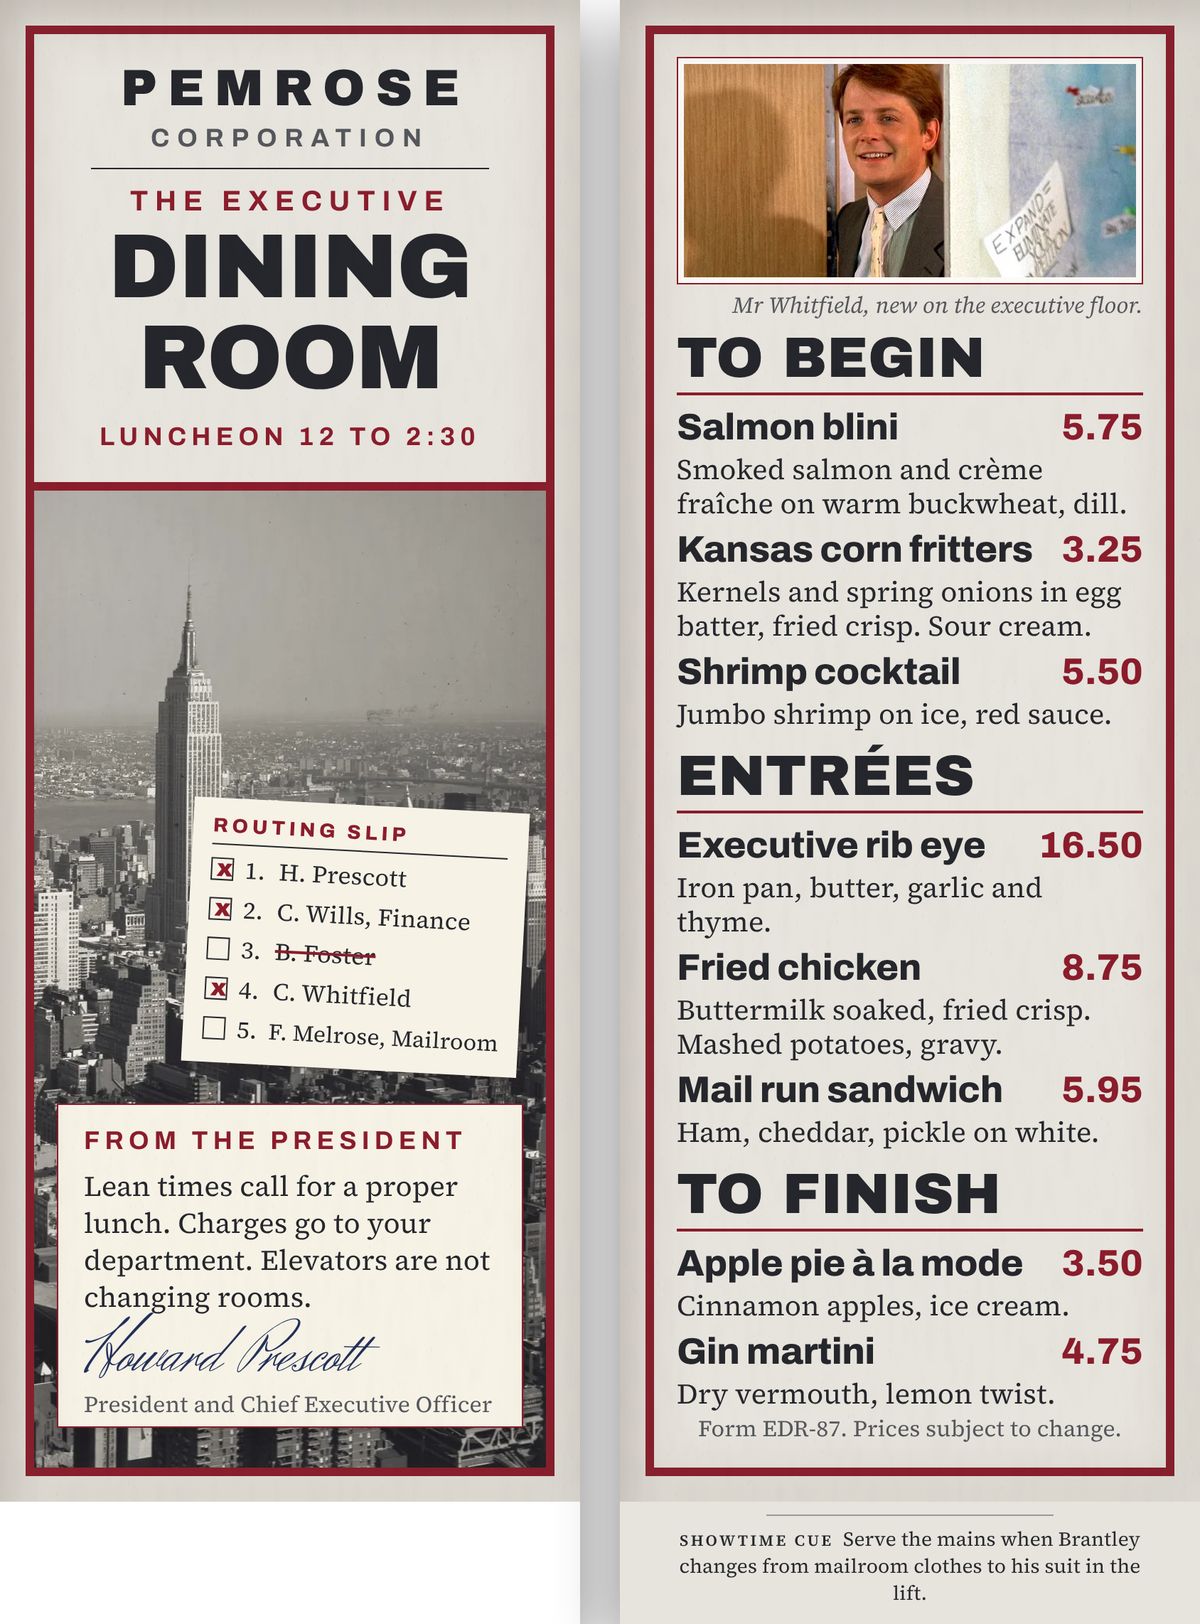 PEMROSE
CORPORATION
THE EXECUTIVE
DINING
ROOM
LUNCHEON 12 TO 2:30
ROUTING SLIP
x 1. H. Prescott
x 2. C. Wills, Finance
3. B. Foster
x 4. C. Whitfield
5. F. Melrose, Mailroom
FROM THE PRESIDENT
Lean times call for a proper
lunch. Charges go to your
department. Elevators are not
changing rooms.
Howard Prescott
President and Chief Executive Officer
EXPAND =
Mr Whitfield, new on the executive floor.
TO BEGIN
Salmon blini 5.75
Smoked salmon and crème
fraîche on warm buckwheat, dill.
Kansas corn fritters 3.25
Kernels and spring onions in egg
batter, fried crisp. Sour cream.
Shrimp cocktail 5.50
Jumbo shrimp on ice, red sauce.
ENTRÉES
Executive rib eye 16.50
Iron pan, butter, garlic and
thyme.
Fried chicken 8.75
Buttermilk soaked, fried crisp.
Mashed potatoes, gravy.
Mail run sandwich 5.95
Ham, cheddar, pickle on white.
TO FINISH
Apple pie à la mode 3.50
Cinnamon apples, ice cream.
Gin martini 4.75
Dry vermouth, lemon twist.
Form EDR-87. Prices subject to change.
SHOWTIME CUE Serve the mains when Brantley
changes from mailroom clothes to his suit in the
lift.